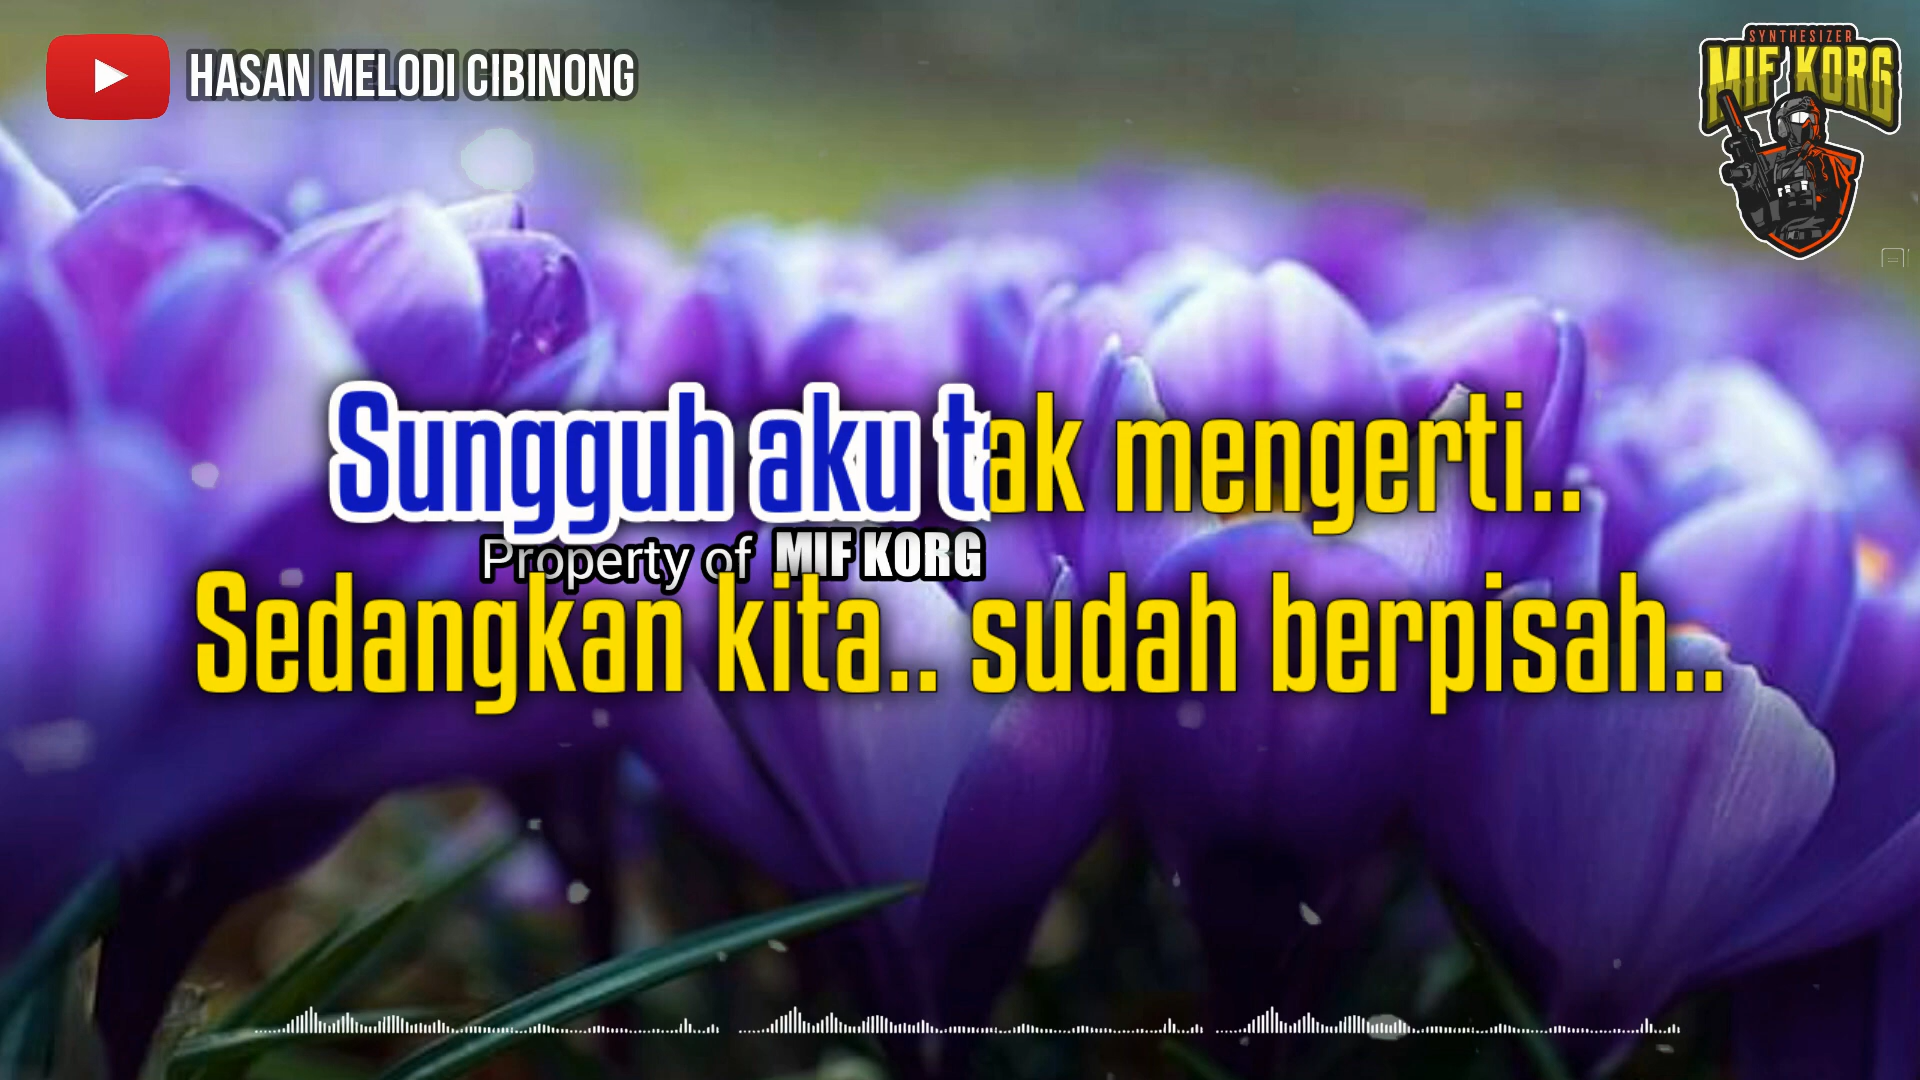 HASAN MELODI CIBINONG
SYNTHESIZER
MIF KORG
Sungguh aku tak mengerti..
Property of MIF KORG
Sedangkan kita.. sudah berpisah..